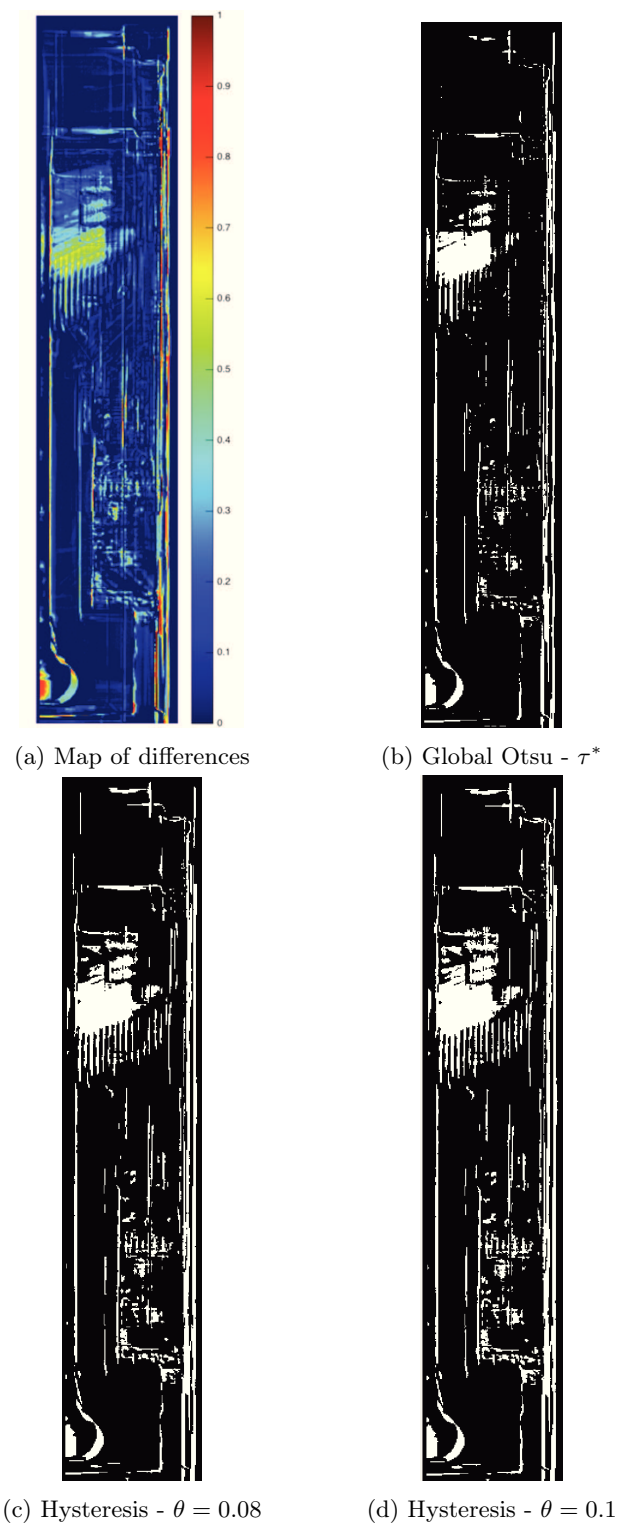 1
0.9
0.8
0.7
0.6
0.5
0.4
0.3
0.2
0.1
0
(a) Map of differences
(b) Global Otsu - τ*
(c) Hysteresis - θ = 0.08
(d) Hysteresis - θ = 0.1